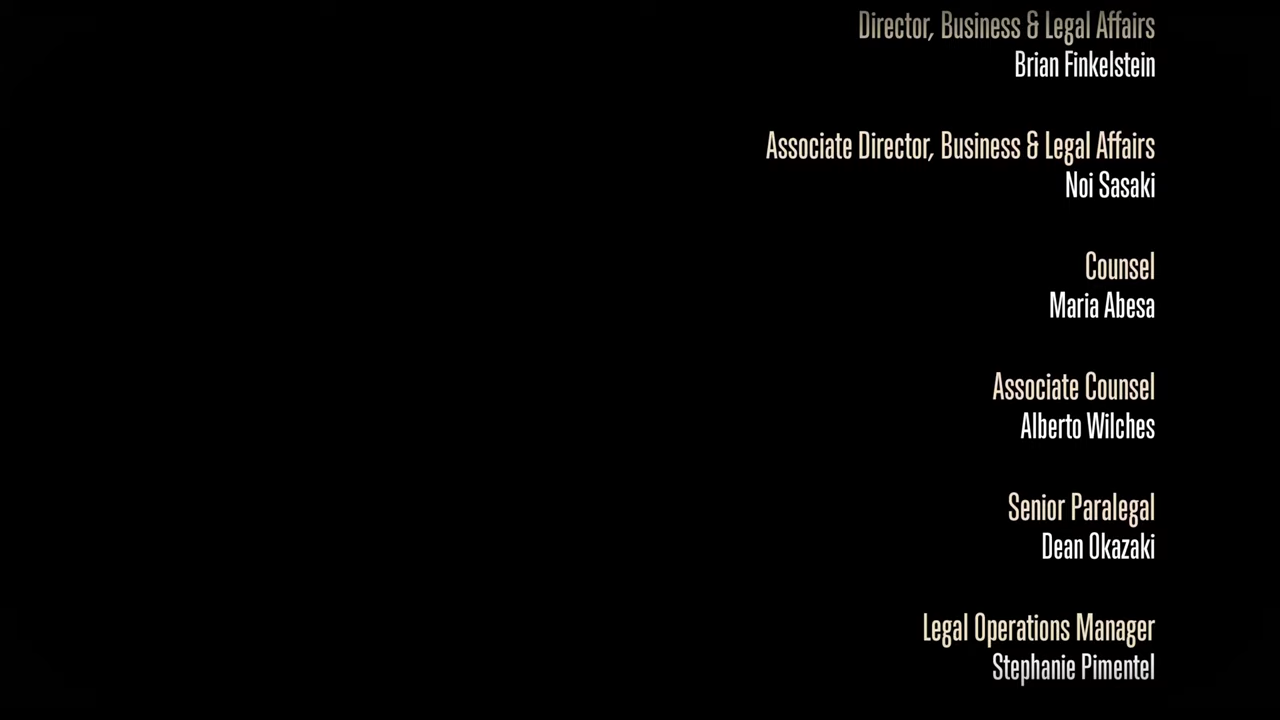 Director, Business & Legal Affairs
Brian Finkelstein
Associate Director, Business & Legal Affairs
Noi Sasaki
Counsel
Maria Abesa
Associate Counsel
Alberto Wilches
Senior Paralegal
Dean Okazaki
Legal Operations Manager
Stephanie Pimentel